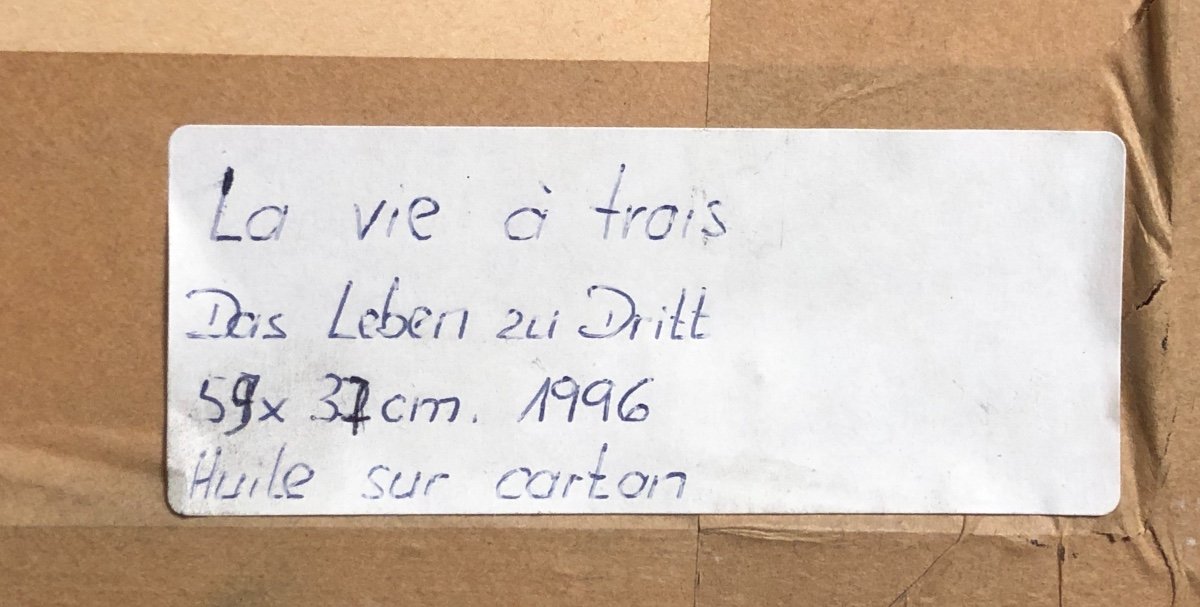 La vie à trois
Das Leben zu Dritt
59x 37cm. 1996
Huile sur carton